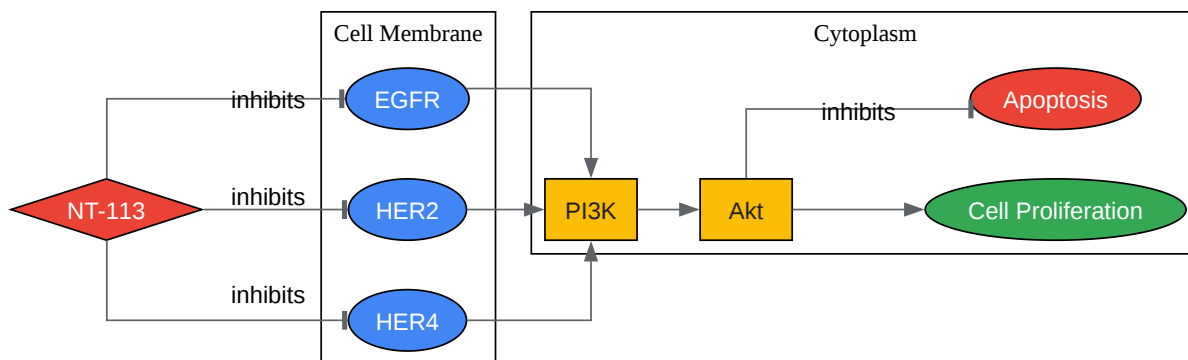 Cell Membrane
Cytoplasm
inhibits
EGFR
inhibits
Apoptosis
NT-113
inhibits
HER2
PI3K
Akt
Cell Proliferation
inhibits
HER4